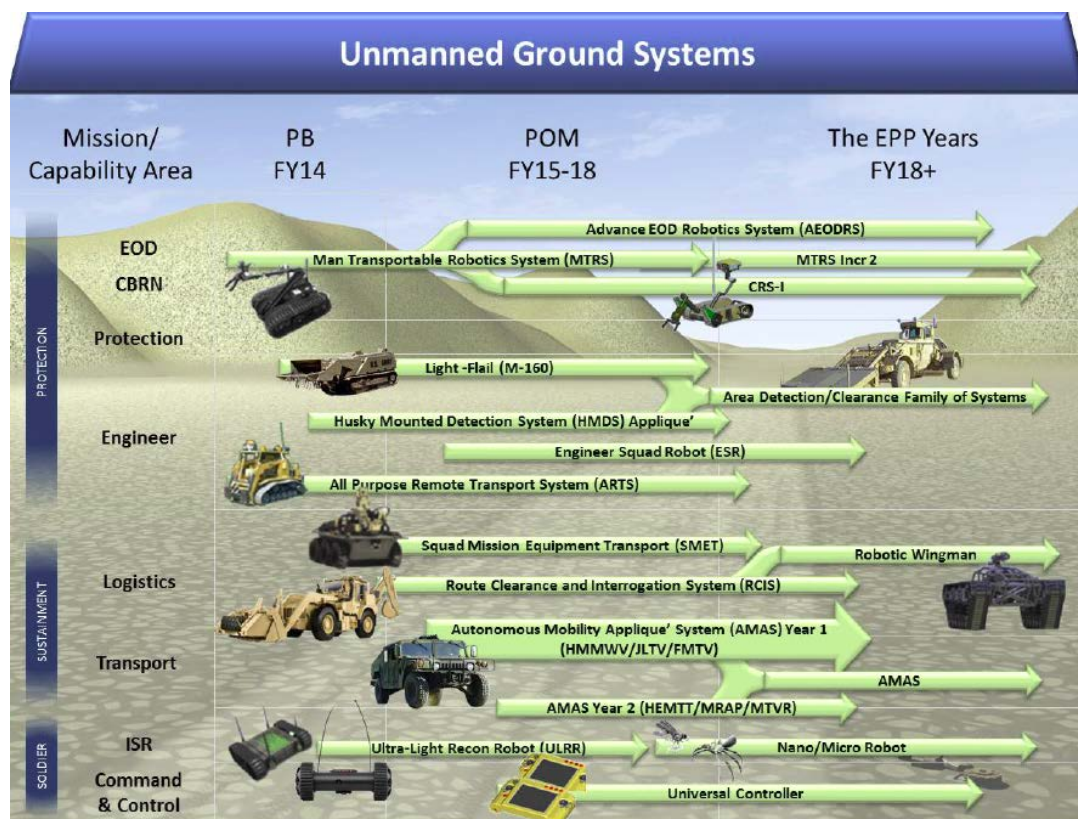 Unmanned Ground Systems
Mission/
Capability Area
PB
FY14
POM
FY15-18
The EPP Years
FY18+
PROTECTION
EOD
CBRN
Protection
Engineer
Advance EOD Robotics System (AEODRS)
Man Transportable Robotics System (MTRS)
MTRS Incr 2
CRS-I
Light -Flail (M-160)
Area Detection/Clearance Family of Systems
Husky Mounted Detection System (HMDS) Applique’
Engineer Squad Robot (ESR)
All Purpose Remote Transport System (ARTS)
SUSTAINMENT
Logistics
Transport
Squad Mission Equipment Transport (SMET)
Robotic Wingman
Route Clearance and Interrogation System (RCIS)
Autonomous Mobility Applique’ System (AMAS) Year 1
(HMMWV/JLTV/FMTV)
AMAS
AMAS Year 2 (HEMTT/MRAP/MTVR)
SOLDIER
ISR
Command
& Control
Ultra-Light Recon Robot (ULRR)
Nano/Micro Robot
Universal Controller